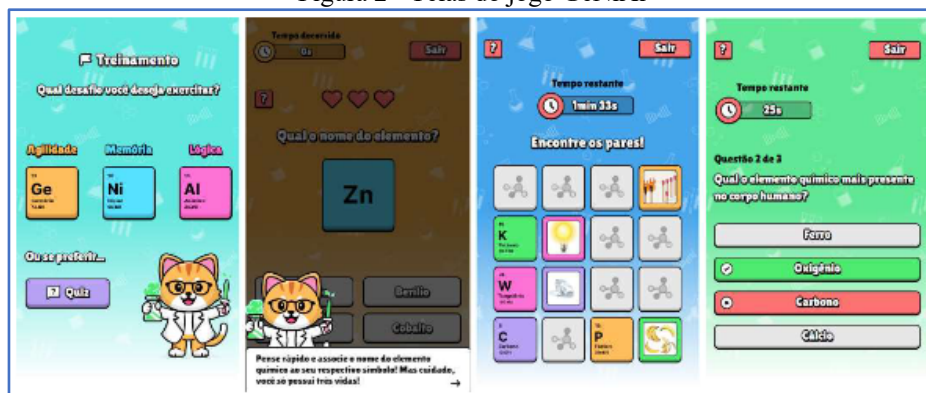 Treinamento
Qual desafio você deseja exercitar?
Agilidade
Memória
Lógica
Ge
Ni
Al
Ou se preferir...
Quiz
Tempo decorrido
0s
Sair
?
Qual o nome do elemento?
Zn
Berílio
Cobalto
Pense rápido e associe o nome do elemento
químico ao seu respectivo símbolo! Mas cuidado,
você só possui três vidas!
?
Sair
Tempo restante
1min 33s
Encontre os pares!
K
W
C
Carbono
P
?
Sair
Tempo restante
25s
Questão 2 de 3
Qual o elemento químico mais presente
no corpo humano?
Ferro
Oxigênio
Carbono
Cálcio